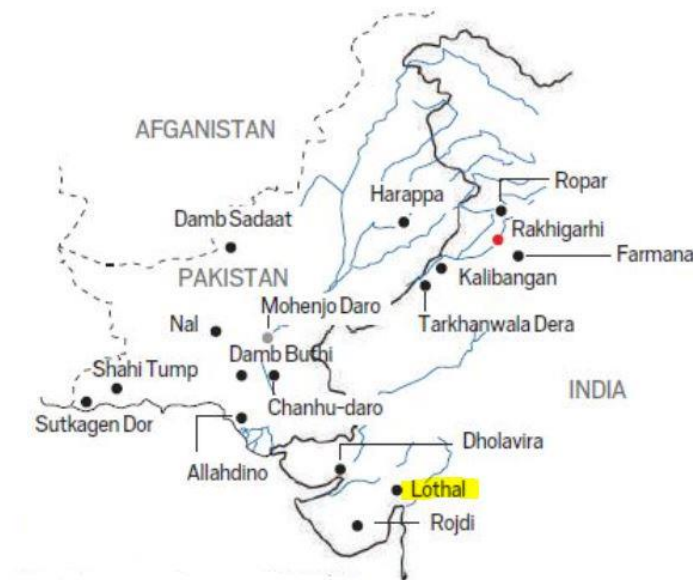 AFGANISTAN
Harappa
Ropar
Damb Sadaat
Rakhigarhi
Farmana
PAKISTAN
Kalibangan
Mohenjo Daro
Tarkhanwala Dera
Nal
Damb Buthi
Shahi Tump
INDIA
Chanhu-daro
Sutkagen Dor
Dholavira
Allahdino
Lothal
Rojdi